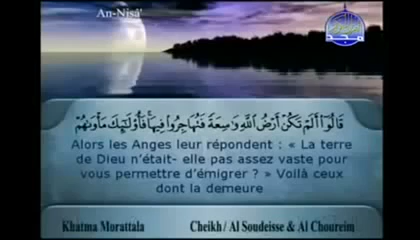 An-Nisâ'
مجد
قَالُوٓا۟ أَلَمْ تَكُنْ أَرْضُ ٱللَّهِ وَٰسِعَةً فَتُهَاجِرُوا۟ فِيهَا ۚ فَأُو۟لَٰٓئِكَ مَأْوَىٰهُمْ
Alors les Anges leur répondent : « La terre
de Dieu n'était- elle pas assez vaste pour
vous permettre d'émigrer ? » Voilà ceux
dont la demeure
Khatma Morattala
Cheikh/ Al Soudeisse & Al Choureim